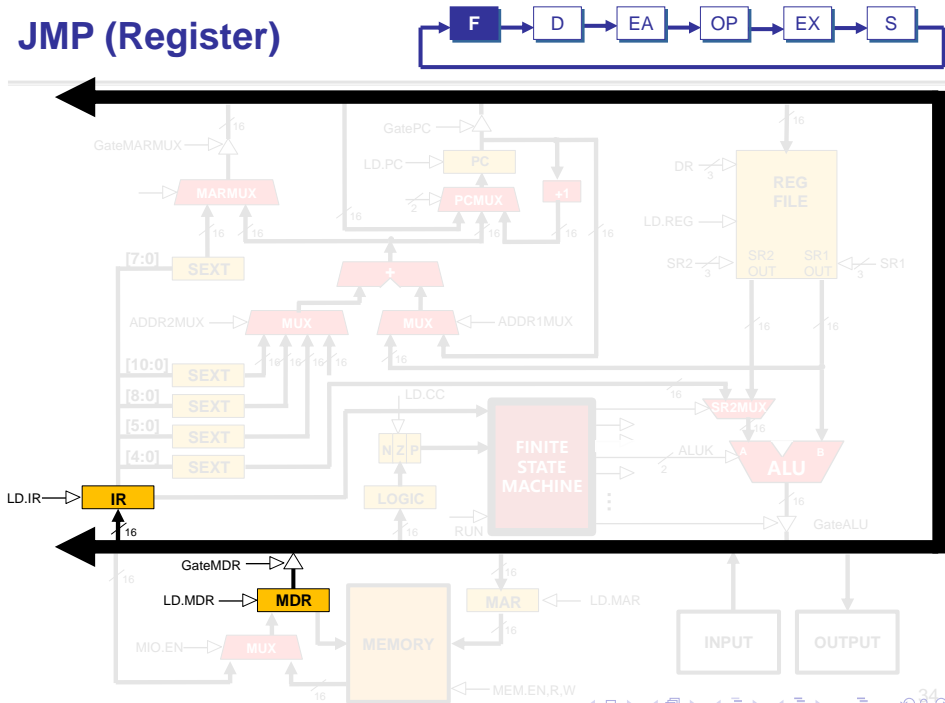 JMP (Register)
F D EA OP EX S
16 16 16
GateMARMUX GatePC
LD.PC PC DR 3 REG FILE
MARMUX 2 PCMUX +1
16 LD.REG
16 16 16 16 16
[7:0] SEXT SR2 3 SR2 OUT SR1 OUT 3 SR1
+
ADDR2MUX MUX MUX ADDR1MUX 16 16
16 16 16 16 16
[10:0] SEXT
[8:0] SEXT LD.CC 16 SR2MUX
[5:0] SEXT N Z P FINITE STATE MACHINE 16
[4:0] SEXT ALUK 2 A B ALU
LD.IR IR LOGIC 16
16 RUN GateALU
GateMDR
16 16
LD.MDR MDR MAR LD.MAR
16
MIO.EN MUX MEMORY INPUT OUTPUT
16 MEM.EN,R,W
34